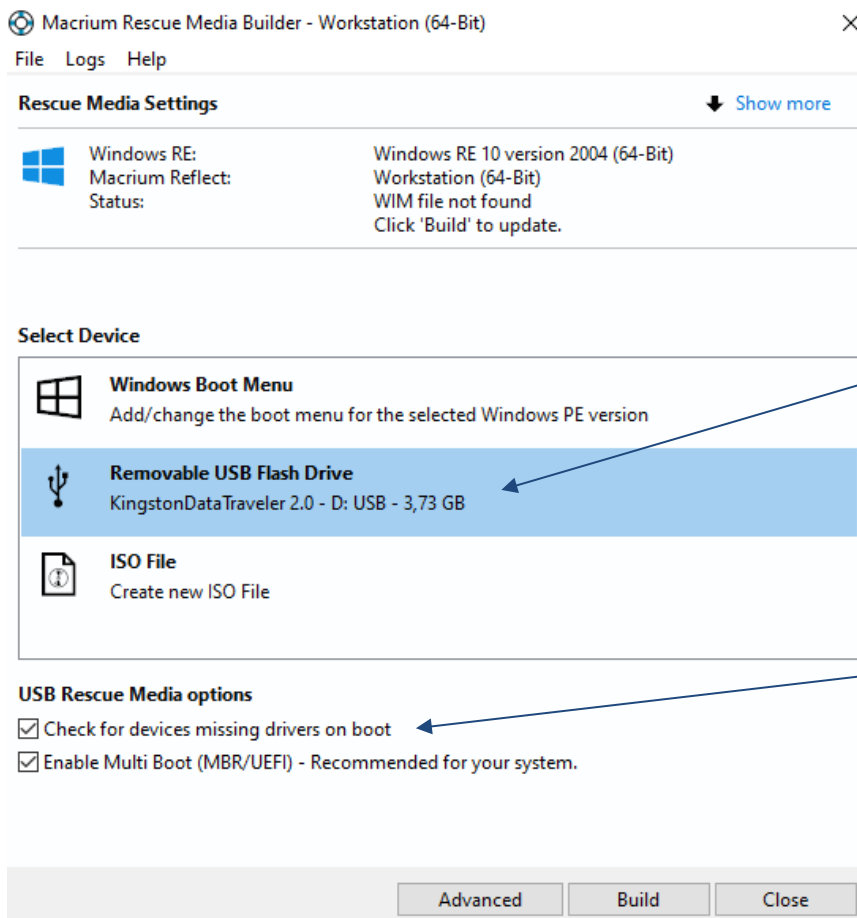 Macrium Rescue Media Builder - Workstation (64-Bit)
File Logs Help
Rescue Media Settings
Show more
Windows RE: Windows RE 10 version 2004 (64-Bit)
Macrium Reflect: Workstation (64-Bit)
Status: WIM file not found
Click 'Build' to update.
Select Device
Windows Boot Menu
Add/change the boot menu for the selected Windows PE version
Removable USB Flash Drive
KingstonDataTraveler 2.0 - D: USB - 3,73 GB
ISO File
Create new ISO File
USB Rescue Media options
Check for devices missing drivers on boot
Enable Multi Boot (MBR/UEFI) - Recommended for your system.
Advanced Build Close